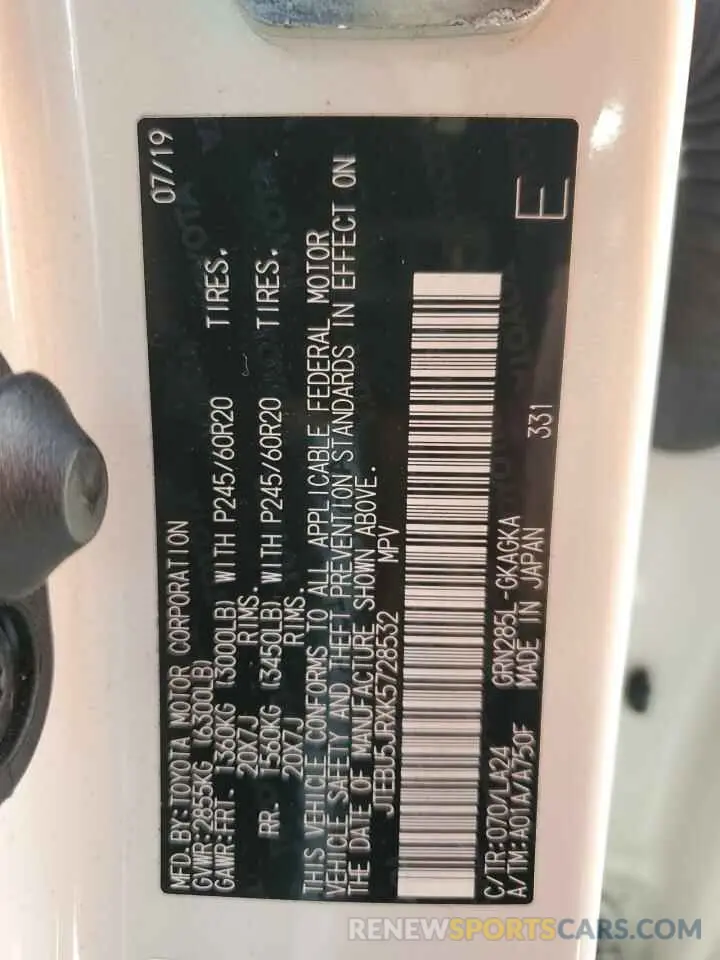 MFD. BY:TOYOTA MOTOR CORPORATION 07/19
GVWR:2855KG (6300LB)
GAWR:FRT. 1360KG (3000LB) WITH P245/60R20 TIRES,
20X7J RIMS.
RR. 1560KG (3450LB) WITH P245/60R20 TIRES.
20X7J RIMS.
THIS VEHICLE CONFORMS TO ALL APPLICABLE FEDERAL MOTOR
VEHICLE SAFETY AND THEFT PREVENTION STANDARDS IN EFFECT ON
THE DATE OF MANUFACTURE SHOWN ABOVE.
JTEBU5JRXK5728532 MPV
E
C/TR:070/LA24 GRN285L-GKAGKA 331
A/TM:A01A/A750F MADE IN JAPAN
RENEWSPORTSCARS.COM